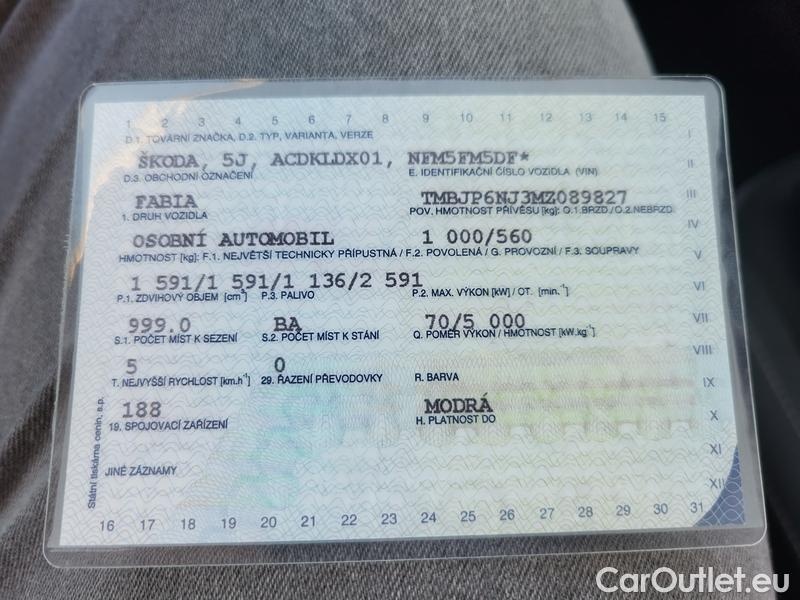 1 2 3 4 5 6 7 8 9 10 11 12 13 14 15
D.1. TOVÁRNÍ ZNAČKA, D.2. TYP, VARIANTA, VERZE
I
ŠKODA, 5J, ACDKLDX01, NFM5FM5DF*
II
D.3. OBCHODNÍ OZNAČENÍ E. IDENTIFIKAČNÍ ČÍSLO VOZIDLA (VIN)
FABIA TMBJP6NJ3MZ089827
III
1. DRUH VOZIDLA POV. HMOTNOST PŘÍVĚSU [kg]: O.1.BRZD./O.2.NEBRZD.
OSOBNÍ AUTOMOBIL 1 000/560
IV
HMOTNOST [kg]: F.1. NEJVĚTŠÍ TECHNICKY PŘÍPUSTNÁ / F.2. POVOLENÁ / G. PROVOZNÍ / F.3. SOUPRAVY
V
1 591/1 591/1 136/2 591
VI
P.1. ZDVIHOVÝ OBJEM [cm³] P.3. PALIVO P.2. MAX. VÝKON [kW] / OT. [min.⁻¹]
999.0 BA 70/5 000
VII
S.1. POČET MÍST K SEZENÍ S.2. POČET MÍST K STÁNÍ Q. POMĚR VÝKON / HMOTNOST [kW.kg⁻¹]
5 0
VIII
T. NEJVYŠŠÍ RYCHLOST [km.h⁻¹] 29. ŘAZENÍ PŘEVODOVKY R. BARVA
IX
188 MODRÁ
X
19. SPOJOVACÍ ZAŘÍZENÍ H. PLATNOST DO
XI
JINÉ ZÁZNAMY
XII
Státní tiskárna cenin, s.p.
16 17 18 19 20 21 22 23 24 25 26 27 28 29 30 31
CarOutlet.eu